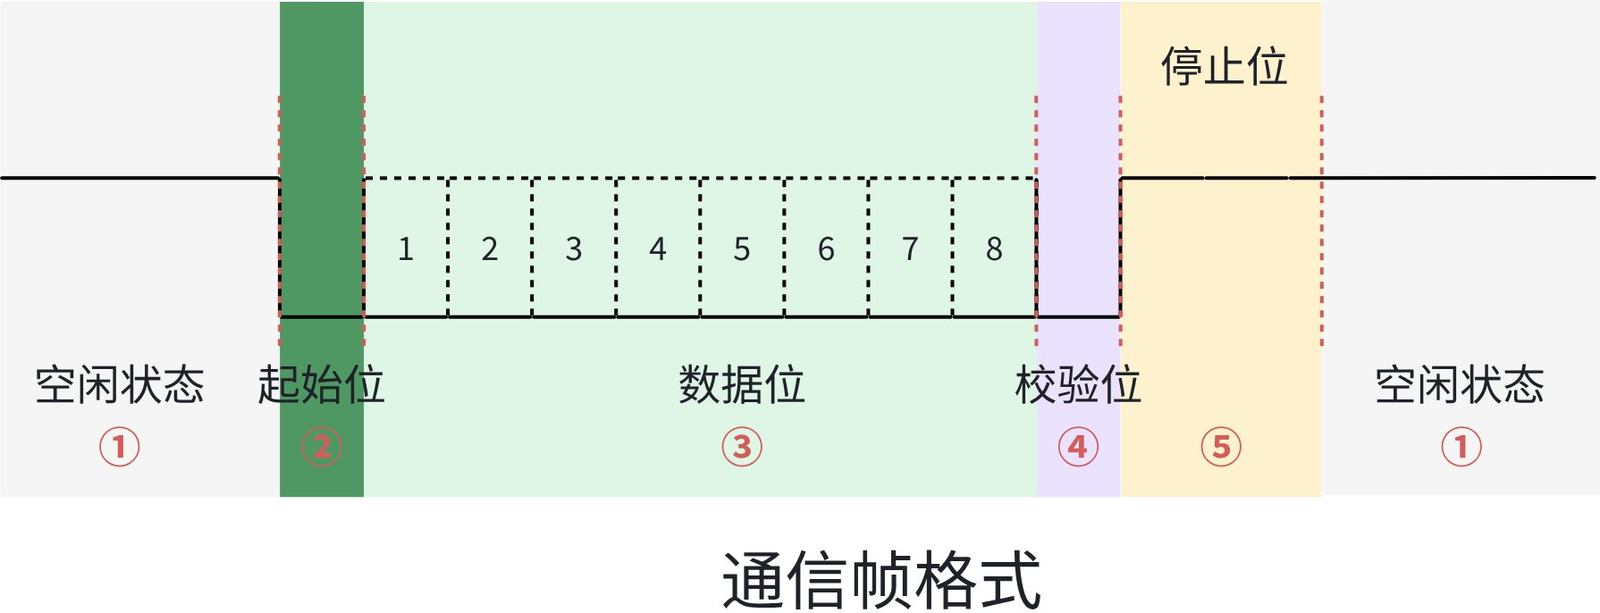 停止位
1 2 3 4 5 6 7 8
空闲状态 起始位 数据位 校验位 空闲状态
① ② ③ ④ ⑤ ①
通信帧格式